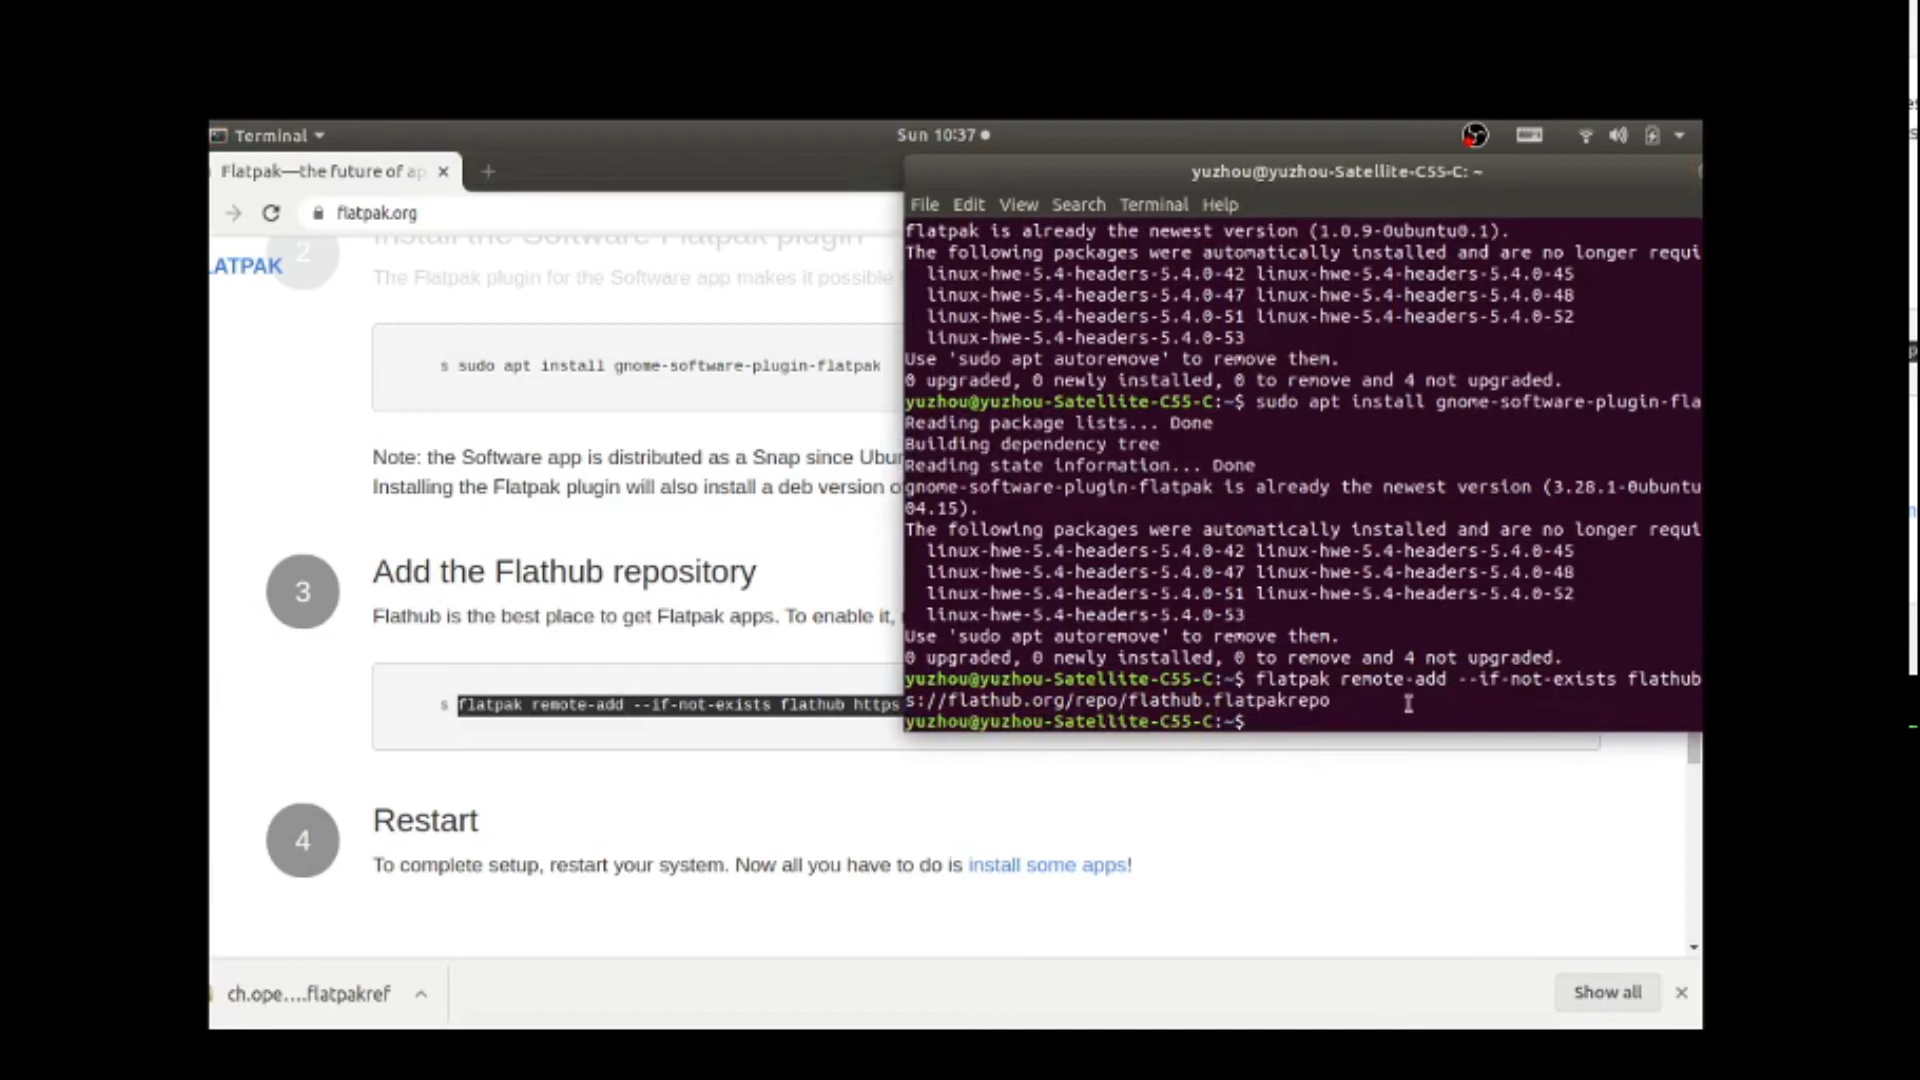 Terminal
Sun 10:37
Flatpak—the future of ap
flatpak.org
2
Install the Software Flatpak plugin
LATPAK
The Flatpak plugin for the Software app makes it possible
$ sudo apt install gnome-software-plugin-flatpak
Note: the Software app is distributed as a Snap since Ubun
Installing the Flatpak plugin will also install a deb version o
3
Add the Flathub repository
Flathub is the best place to get Flatpak apps. To enable it,
$ flatpak remote-add --if-not-exists flathub https
4
Restart
To complete setup, restart your system. Now all you have to do is install some apps!
ch.ope....flatpakref
Show all
yuzhou@yuzhou-Satellite-C55-C: ~
File Edit View Search Terminal Help
flatpak is already the newest version (1.0.9-0ubuntu0.1).
The following packages were automatically installed and are no longer requi
linux-hwe-5.4-headers-5.4.0-42 linux-hwe-5.4-headers-5.4.0-45
linux-hwe-5.4-headers-5.4.0-47 linux-hwe-5.4-headers-5.4.0-48
linux-hwe-5.4-headers-5.4.0-51 linux-hwe-5.4-headers-5.4.0-52
linux-hwe-5.4-headers-5.4.0-53
Use 'sudo apt autoremove' to remove them.
0 upgraded, 0 newly installed, 0 to remove and 4 not upgraded.
yuzhou@yuzhou-Satellite-C55-C:~$ sudo apt install gnome-software-plugin-fla
Reading package lists... Done
Building dependency tree
Reading state information... Done
gnome-software-plugin-flatpak is already the newest version (3.28.1-0ubuntu
04.15).
The following packages were automatically installed and are no longer requi
linux-hwe-5.4-headers-5.4.0-42 linux-hwe-5.4-headers-5.4.0-45
linux-hwe-5.4-headers-5.4.0-47 linux-hwe-5.4-headers-5.4.0-48
linux-hwe-5.4-headers-5.4.0-51 linux-hwe-5.4-headers-5.4.0-52
linux-hwe-5.4-headers-5.4.0-53
Use 'sudo apt autoremove' to remove them.
0 upgraded, 0 newly installed, 0 to remove and 4 not upgraded.
yuzhou@yuzhou-Satellite-C55-C:~$ flatpak remote-add --if-not-exists flathub
s://flathub.org/repo/flathub.flatpakrepo
yuzhou@yuzhou-Satellite-C55-C:~$